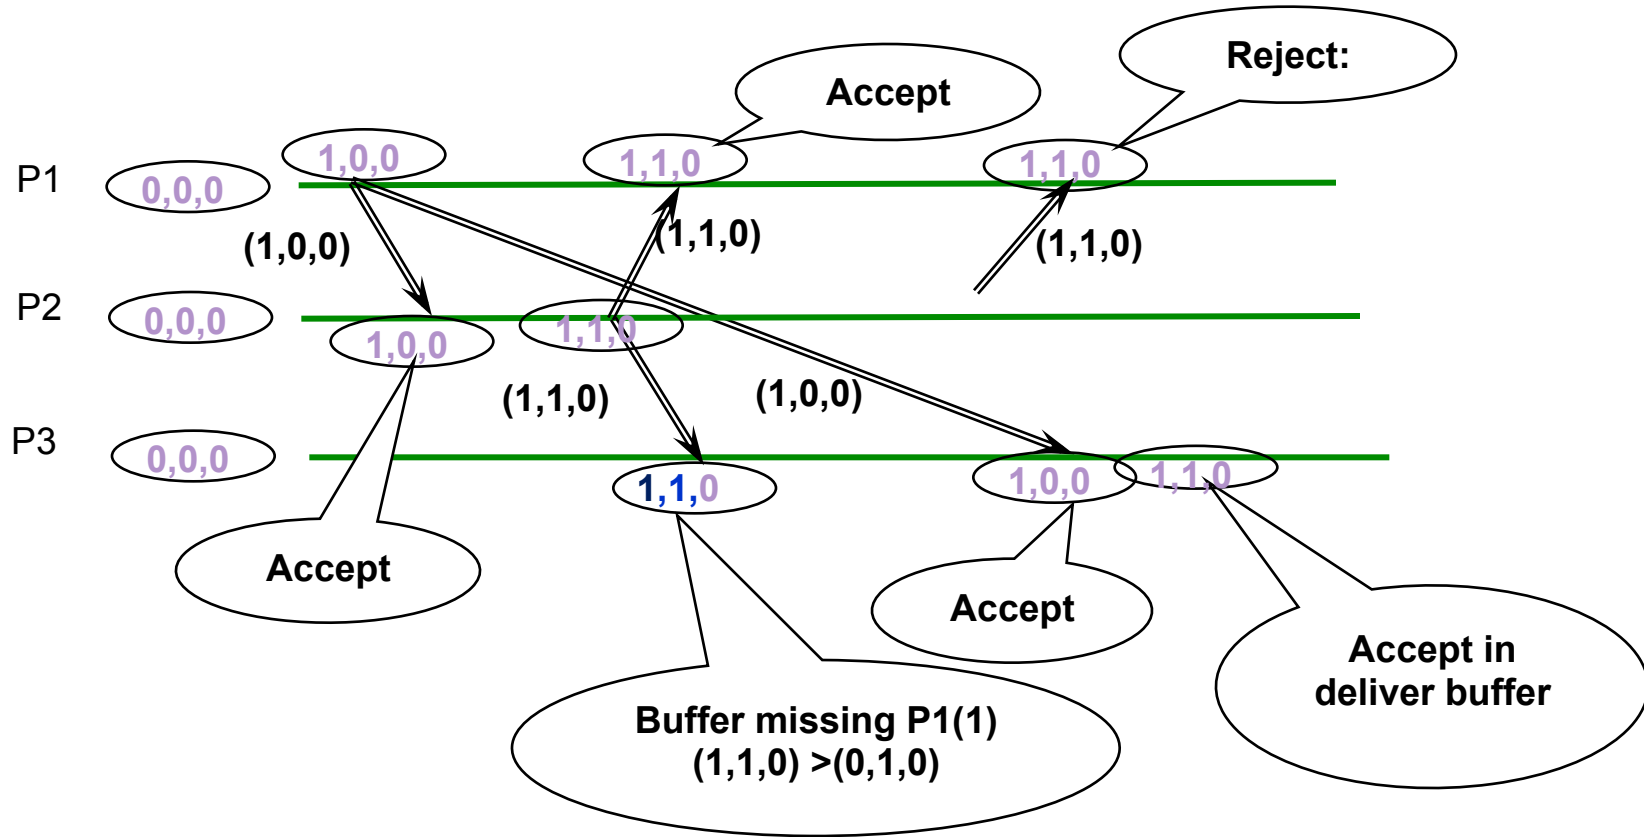 Reject:
Accept
P1
0,0,0
1,0,0
1,1,0
1,1,0
(1,0,0)
(1,1,0)
(1,1,0)
P2
0,0,0
1,0,0
1,1,0
(1,1,0)
(1,0,0)
P3
0,0,0
1,1,0
1,0,0
1,1,0
Accept
Accept
Accept in
deliver buffer
Buffer missing P1(1)
(1,1,0) >(0,1,0)